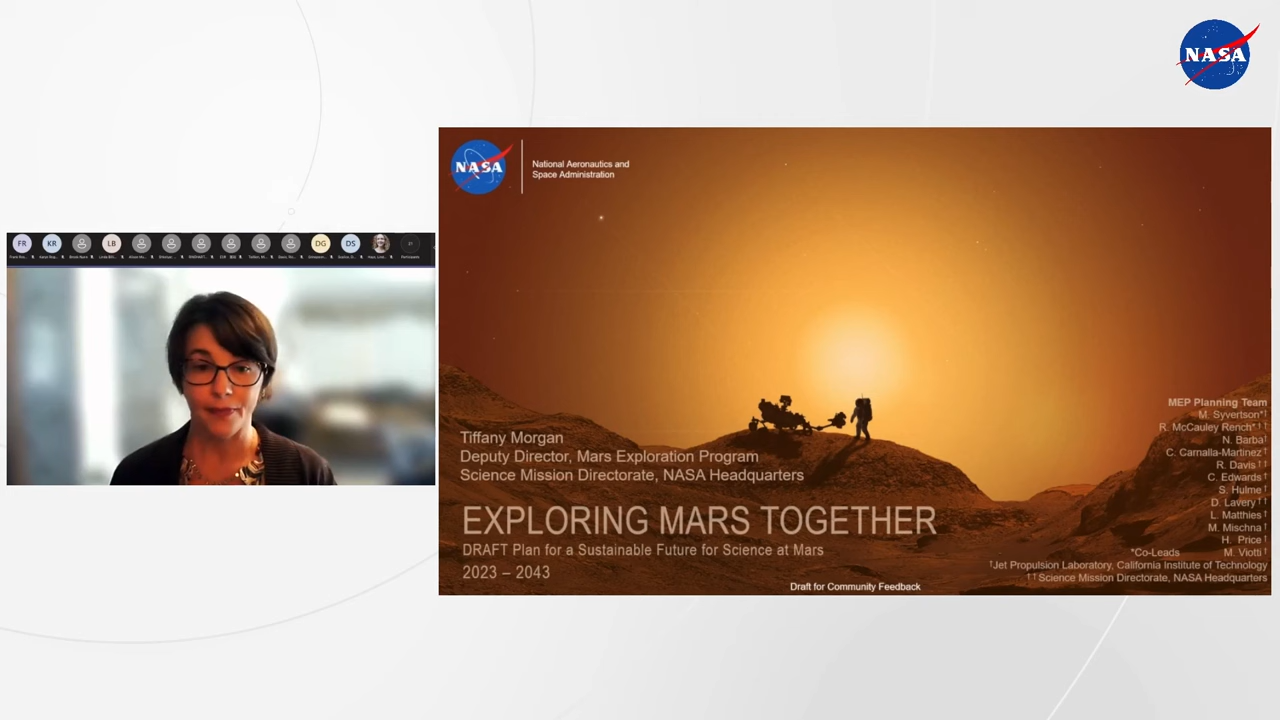 NASA
FR
KR
LB
DG
DS
NASA
National Aeronautics and
Space Administration
Tiffany Morgan
Deputy Director, Mars Exploration Program
Science Mission Directorate, NASA Headquarters
EXPLORING MARS TOGETHER
DRAFT Plan for a Sustainable Future for Science at Mars
2023 – 2043
Draft for Community Feedback
MEP Planning Team
M. Syvertson*†
R. McCauley Rench*††
N. Barba†
C. Carnalla-Martinez†
R. Davis††
C. Edwards†
S. Hulme†
D. Lavery††
L. Matthies†
M. Mischna†
H. Price†
*Co-Leads M. Viotti†
†Jet Propulsion Laboratory, California Institute of Technology
††Science Mission Directorate, NASA Headquarters